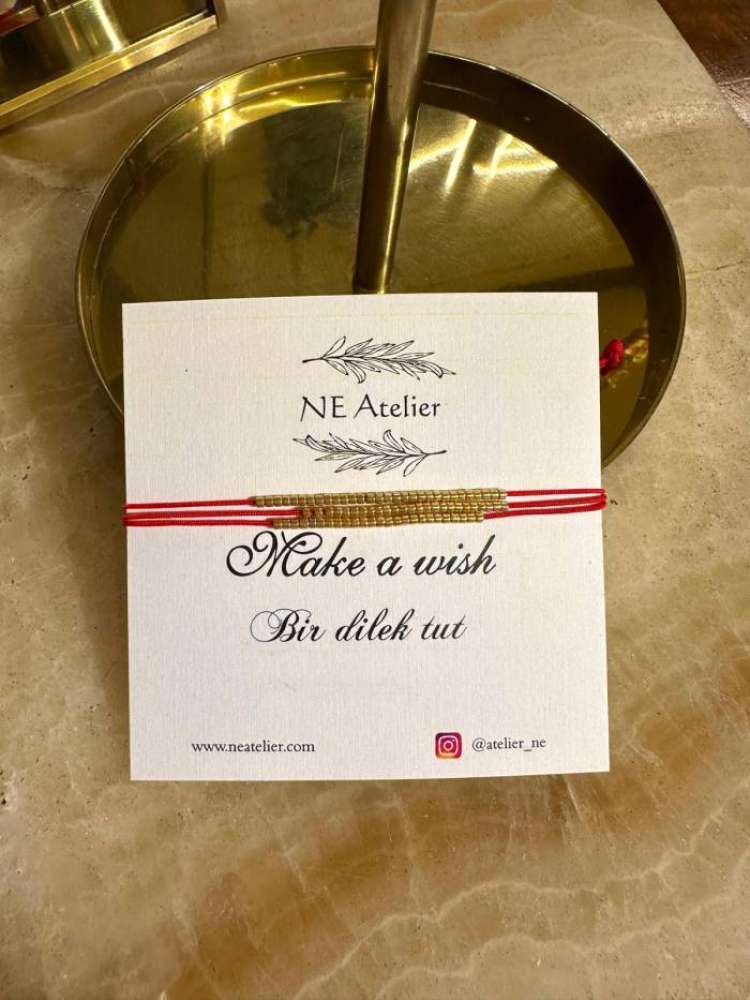 NE Atelier
Make a wish
Bir dilek tut
www.neatelier.com
@atelier_ne